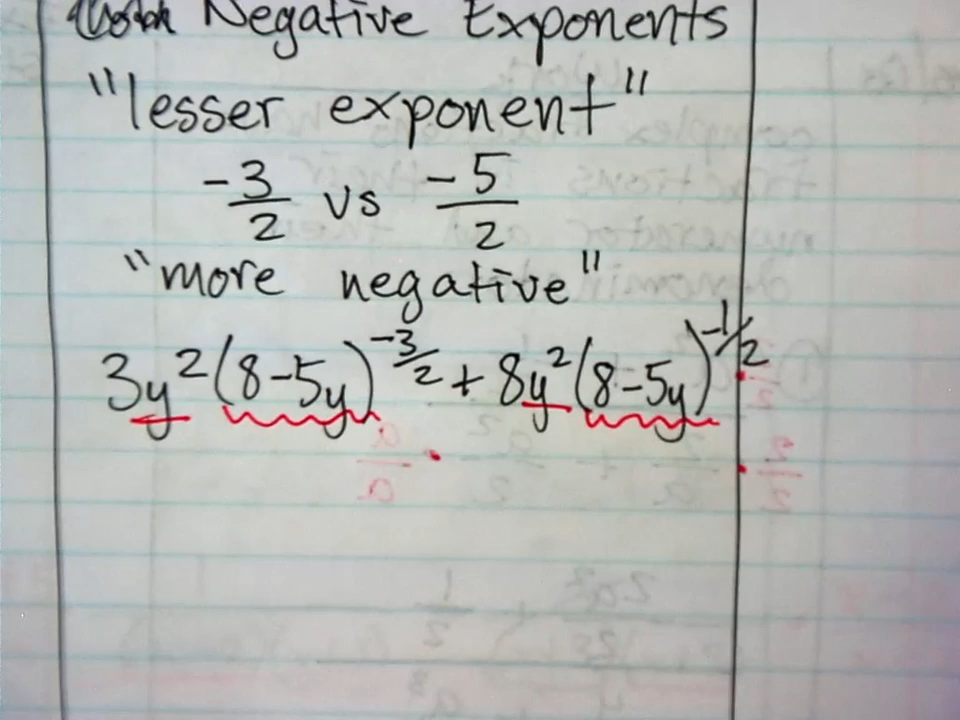 Negative Exponents
"lesser exponent"
-3/2 vs -5/2
"more negative"
3y²(8-5y)^-3/2 + 8y²(8-5y)^-1/2